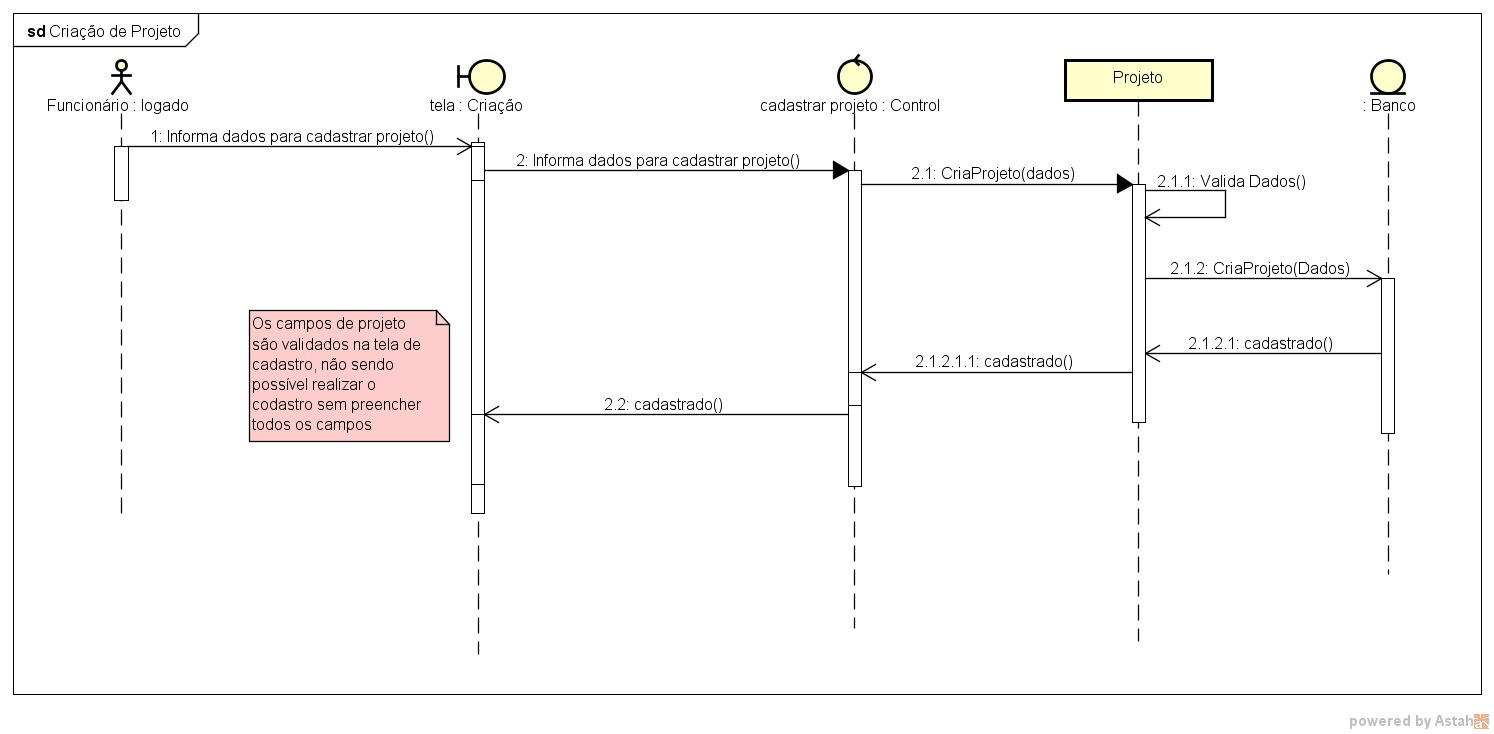 sd Criação de Projeto
Funcionário : logado
tela : Criação
cadastrar projeto : Control
Projeto
: Banco
1: Informa dados para cadastrar projeto()
2: Informa dados para cadastrar projeto()
2.1: CriaProjeto(dados)
2.1.1: Valida Dados()
2.1.2: CriaProjeto(Dados)
2.1.2.1: cadastrado()
2.1.2.1.1: cadastrado()
2.2: cadastrado()
Os campos de projeto
são validados na tela de
cadastro, não sendo
possível realizar o
codastro sem preencher
todos os campos
powered by Astah